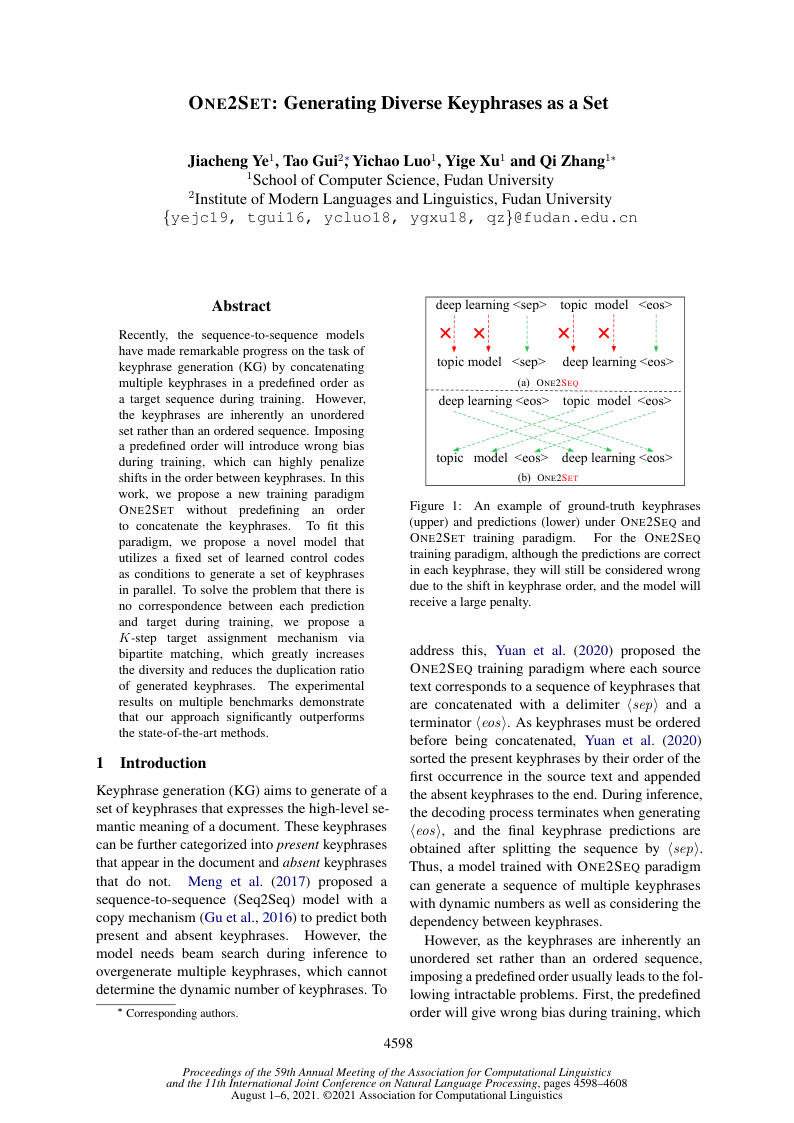 ONE2SET: Generating Diverse Keyphrases as a Set
Jiacheng Ye1, Tao Gui2*, Yichao Luo1, Yige Xu1 and Qi Zhang1*
1School of Computer Science, Fudan University
2Institute of Modern Languages and Linguistics, Fudan University
{yejc19, tgui16, ycluo18, ygxu18, qz}@fudan.edu.cn
Abstract
Recently, the sequence-to-sequence models
have made remarkable progress on the task of
keyphrase generation (KG) by concatenating
multiple keyphrases in a predefined order as
a target sequence during training. However,
the keyphrases are inherently an unordered
set rather than an ordered sequence. Imposing
a predefined order will introduce wrong bias
during training, which can highly penalize
shifts in the order between keyphrases. In this
work, we propose a new training paradigm
ONE2SET without predefining an order
to concatenate the keyphrases. To fit this
paradigm, we propose a novel model that
utilizes a fixed set of learned control codes
as conditions to generate a set of keyphrases
in parallel. To solve the problem that there is
no correspondence between each prediction
and target during training, we propose a
K-step target assignment mechanism via
bipartite matching, which greatly increases
the diversity and reduces the duplication ratio
of generated keyphrases. The experimental
results on multiple benchmarks demonstrate
that our approach significantly outperforms
the state-of-the-art methods.
1 Introduction
Keyphrase generation (KG) aims to generate of a
set of keyphrases that expresses the high-level se-
mantic meaning of a document. These keyphrases
can be further categorized into present keyphrases
that appear in the document and absent keyphrases
that do not. Meng et al. (2017) proposed a
sequence-to-sequence (Seq2Seq) model with a
copy mechanism (Gu et al., 2016) to predict both
present and absent keyphrases. However, the
model needs beam search during inference to
overgenerate multiple keyphrases, which cannot
determine the dynamic number of keyphrases. To
* Corresponding authors.
deep learning <sep> topic model <eos>
topic model <sep> deep learning <eos>
(a) ONE2SEQ
deep learning <eos> topic model <eos>
topic model <eos> deep learning <eos>
(b) ONE2SET
Figure 1: An example of ground-truth keyphrases
(upper) and predictions (lower) under ONE2SEQ and
ONE2SET training paradigm. For the ONE2SEQ
training paradigm, although the predictions are correct
in each keyphrase, they will still be considered wrong
due to the shift in keyphrase order, and the model will
receive a large penalty.
address this, Yuan et al. (2020) proposed the
ONE2SEQ training paradigm where each source
text corresponds to a sequence of keyphrases that
are concatenated with a delimiter ⟨sep⟩ and a
terminator ⟨eos⟩. As keyphrases must be ordered
before being concatenated, Yuan et al. (2020)
sorted the present keyphrases by their order of the
first occurrence in the source text and appended
the absent keyphrases to the end. During inference,
the decoding process terminates when generating
⟨eos⟩, and the final keyphrase predictions are
obtained after splitting the sequence by ⟨sep⟩.
Thus, a model trained with ONE2SEQ paradigm
can generate a sequence of multiple keyphrases
with dynamic numbers as well as considering the
dependency between keyphrases.
However, as the keyphrases are inherently an
unordered set rather than an ordered sequence,
imposing a predefined order usually leads to the fol-
lowing intractable problems. First, the predefined
order will give wrong bias during training, which
4598
Proceedings of the 59th Annual Meeting of the Association for Computational Linguistics
and the 11th International Joint Conference on Natural Language Processing, pages 4598–4608
August 1–6, 2021. ©2021 Association for Computational Linguistics